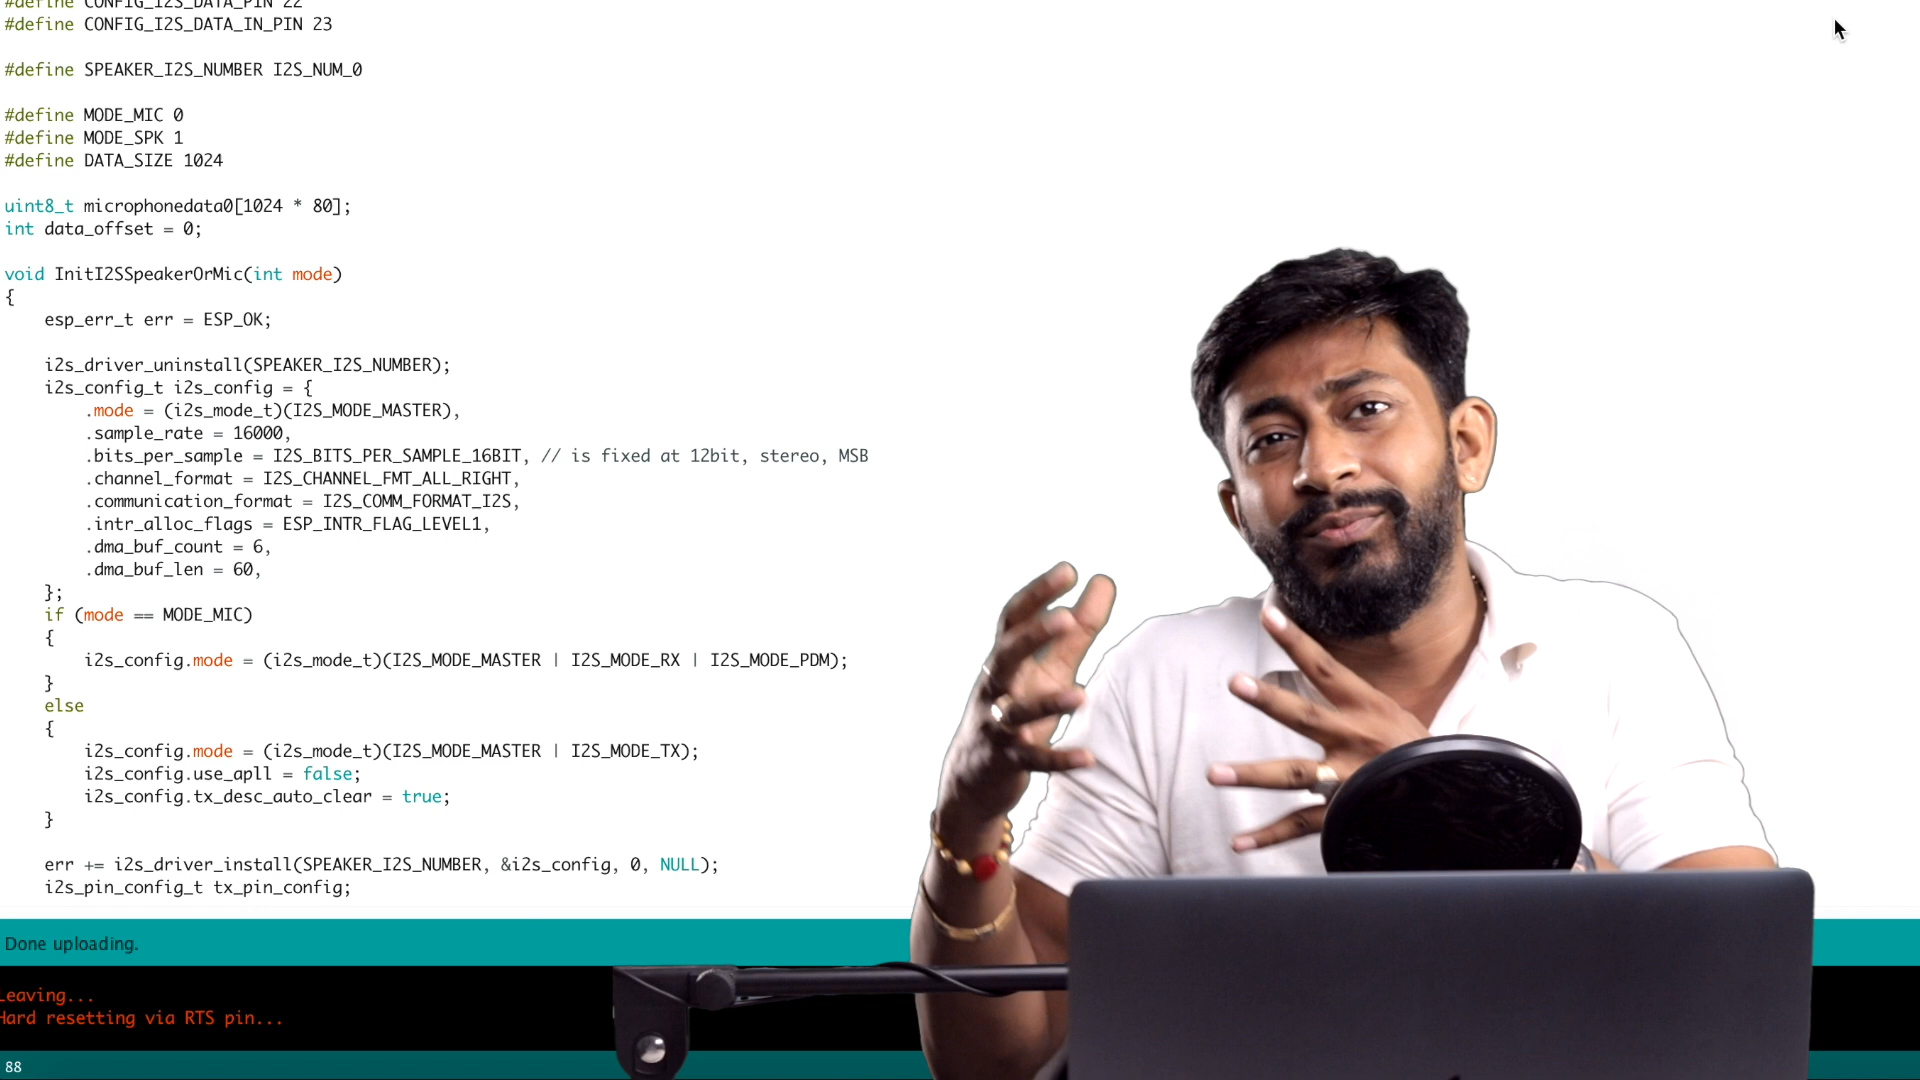 #define CONFIG_I2S_DATA_PIN 22
#define CONFIG_I2S_DATA_IN_PIN 23
#define SPEAKER_I2S_NUMBER I2S_NUM_0
#define MODE_MIC 0
#define MODE_SPK 1
#define DATA_SIZE 1024
uint8_t microphonedata0[1024 * 80];
int data_offset = 0;
void InitI2SSpeakerOrMic(int mode)
{
    esp_err_t err = ESP_OK;
    i2s_driver_uninstall(SPEAKER_I2S_NUMBER);
    i2s_config_t i2s_config = {
        .mode = (i2s_mode_t)(I2S_MODE_MASTER),
        .sample_rate = 16000,
        .bits_per_sample = I2S_BITS_PER_SAMPLE_16BIT, // is fixed at 12bit, stereo, MSB
        .channel_format = I2S_CHANNEL_FMT_ALL_RIGHT,
        .communication_format = I2S_COMM_FORMAT_I2S,
        .intr_alloc_flags = ESP_INTR_FLAG_LEVEL1,
        .dma_buf_count = 6,
        .dma_buf_len = 60,
    };
    if (mode == MODE_MIC)
    {
        i2s_config.mode = (i2s_mode_t)(I2S_MODE_MASTER | I2S_MODE_RX | I2S_MODE_PDM);
    }
    else
    {
        i2s_config.mode = (i2s_mode_t)(I2S_MODE_MASTER | I2S_MODE_TX);
        i2s_config.use_apll = false;
        i2s_config.tx_desc_auto_clear = true;
    }
    err += i2s_driver_install(SPEAKER_I2S_NUMBER, &i2s_config, 0, NULL);
    i2s_pin_config_t tx_pin_config;
Done uploading.
Leaving...
Hard resetting via RTS pin...
88